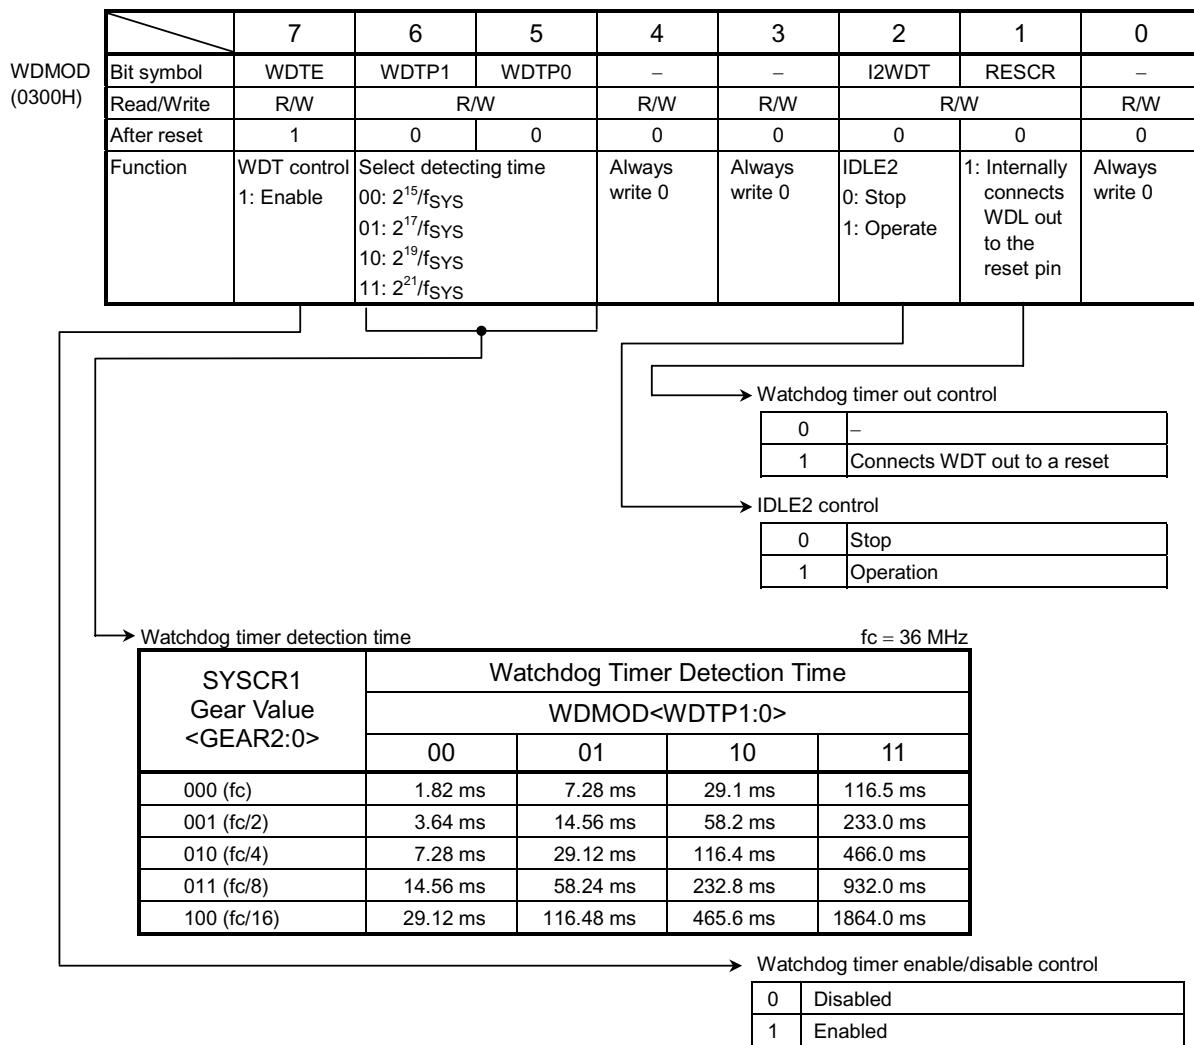 7 6 5 4 3 2 1 0
WDMOD
(0300H)
Bit symbol WDTE WDTP1 WDTP0 – – I2WDT RESCR –
Read/Write R/W R/W R/W R/W R/W R/W
After reset 1 0 0 0 0 0 0 0
Function
WDT control
1: Enable
Select detecting time
00: 2^15/fSYS
01: 2^17/fSYS
10: 2^19/fSYS
11: 2^21/fSYS
Always
write 0
Always
write 0
IDLE2
0: Stop
1: Operate
1: Internally
connects
WDL out
to the
reset pin
Always
write 0
Watchdog timer out control
0 –
1 Connects WDT out to a reset
IDLE2 control
0 Stop
1 Operation
Watchdog timer detection time fc = 36 MHz
SYSCR1
Gear Value
<GEAR2:0>
Watchdog Timer Detection Time
WDMOD<WDTP1:0>
00 01 10 11
000 (fc) 1.82 ms 7.28 ms 29.1 ms 116.5 ms
001 (fc/2) 3.64 ms 14.56 ms 58.2 ms 233.0 ms
010 (fc/4) 7.28 ms 29.12 ms 116.4 ms 466.0 ms
011 (fc/8) 14.56 ms 58.24 ms 232.8 ms 932.0 ms
100 (fc/16) 29.12 ms 116.48 ms 465.6 ms 1864.0 ms
Watchdog timer enable/disable control
0 Disabled
1 Enabled